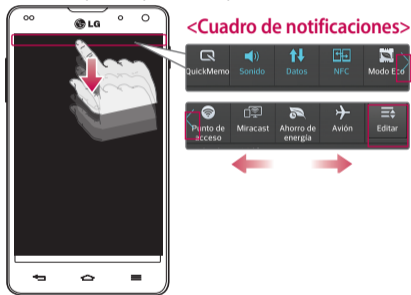 LG
<Cuadro de notificaciones>
QuickMemo Sonido Datos NFC Modo Eco
Punto de Miracast Ahorro de Avión Editar
acceso energía